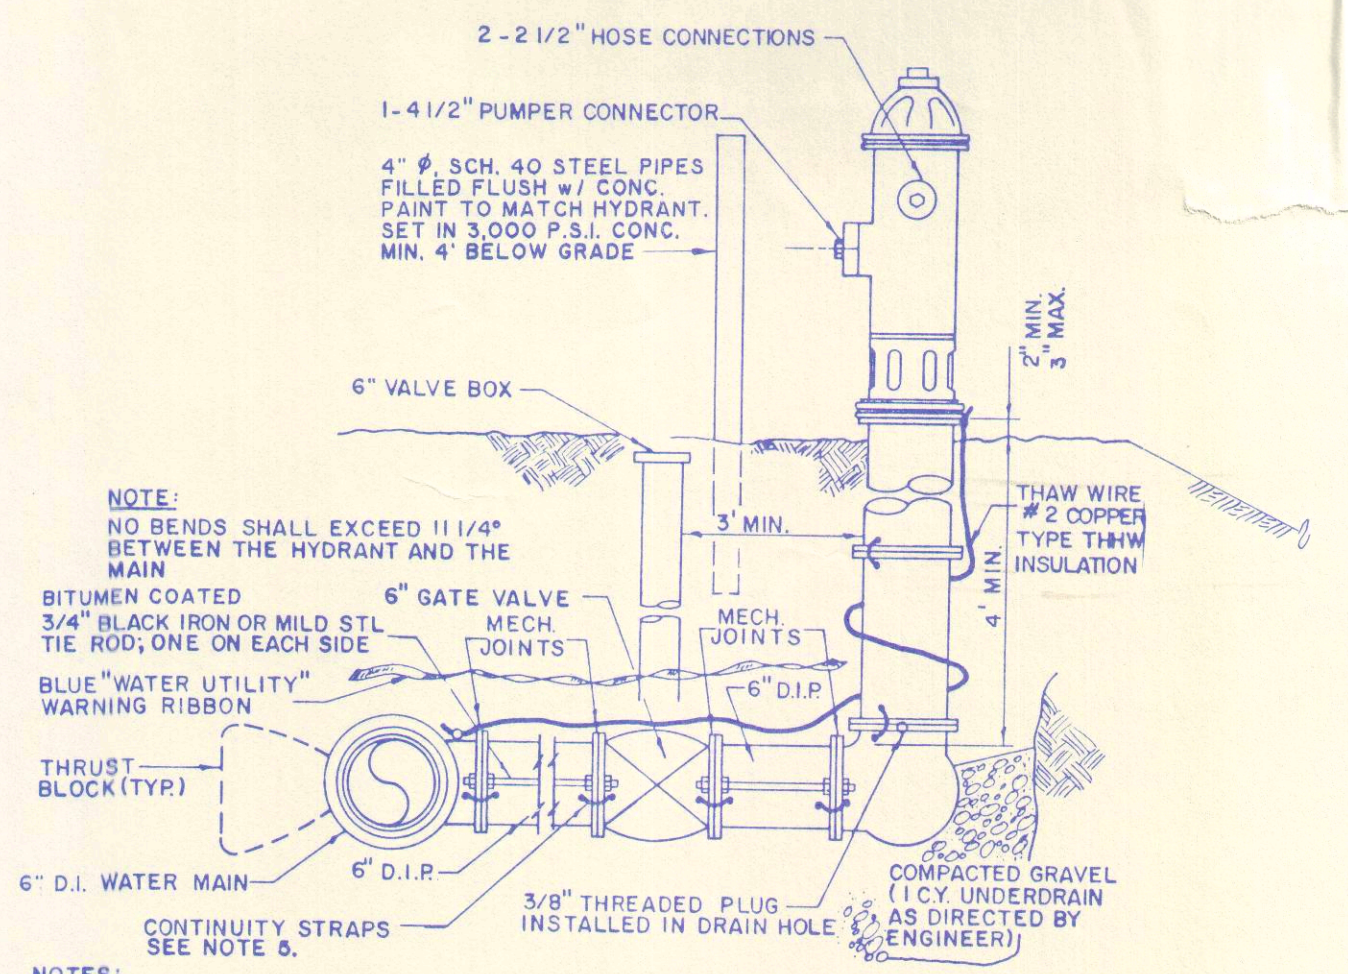 2-2 1/2" HOSE CONNECTIONS
1-4 1/2" PUMPER CONNECTOR
4" ⌀, SCH. 40 STEEL PIPES
FILLED FLUSH w/ CONC.
PAINT TO MATCH HYDRANT.
SET IN 3,000 P.S.I. CONC.
MIN. 4' BELOW GRADE
2" MIN.
3" MAX.
6" VALVE BOX
NOTE:
NO BENDS SHALL EXCEED 11 1/4°
BETWEEN THE HYDRANT AND THE
MAIN
3' MIN.
THAW WIRE
#2 COPPER
TYPE THHW
INSULATION
4' MIN.
BITUMEN COATED
3/4" BLACK IRON OR MILD STL
TIE ROD; ONE ON EACH SIDE
6" GATE VALVE
MECH.
JOINTS
MECH.
JOINTS
BLUE "WATER UTILITY"
WARNING RIBBON
6" D.I.P.
THRUST
BLOCK (TYP.)
6" D.I. WATER MAIN
6" D.I.P.
CONTINUITY STRAPS
SEE NOTE 5.
3/8" THREADED PLUG
INSTALLED IN DRAIN HOLE
COMPACTED GRAVEL
(1 C.Y. UNDERDRAIN
AS DIRECTED BY
ENGINEER)
NOTES: